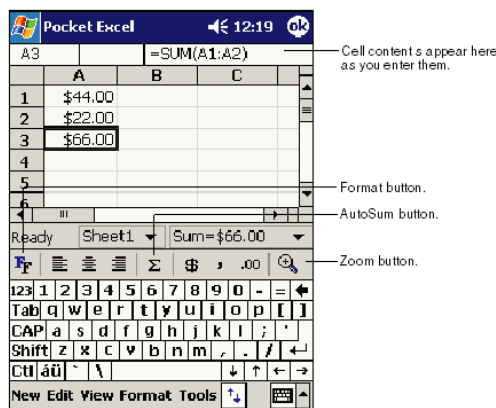 Pocket Excel 12:19 ok
A3 =SUM(A1:A2)
Cell content s appear here
as you enter them.
A B C
1 $44.00
2 $22.00
3 $66.00
4
5
6
Format button.
AutoSum button.
Ready Sheet1 Sum=$66.00
FF Σ $ , .00
Zoom button.
123 1 2 3 4 5 6 7 8 9 0 - =
Tab q w e r t y u i o p [ ]
CAP a s d f g h j k l ; '
Shift z x c v b n m , . /
Ctl áü ` \
New Edit View Format Tools